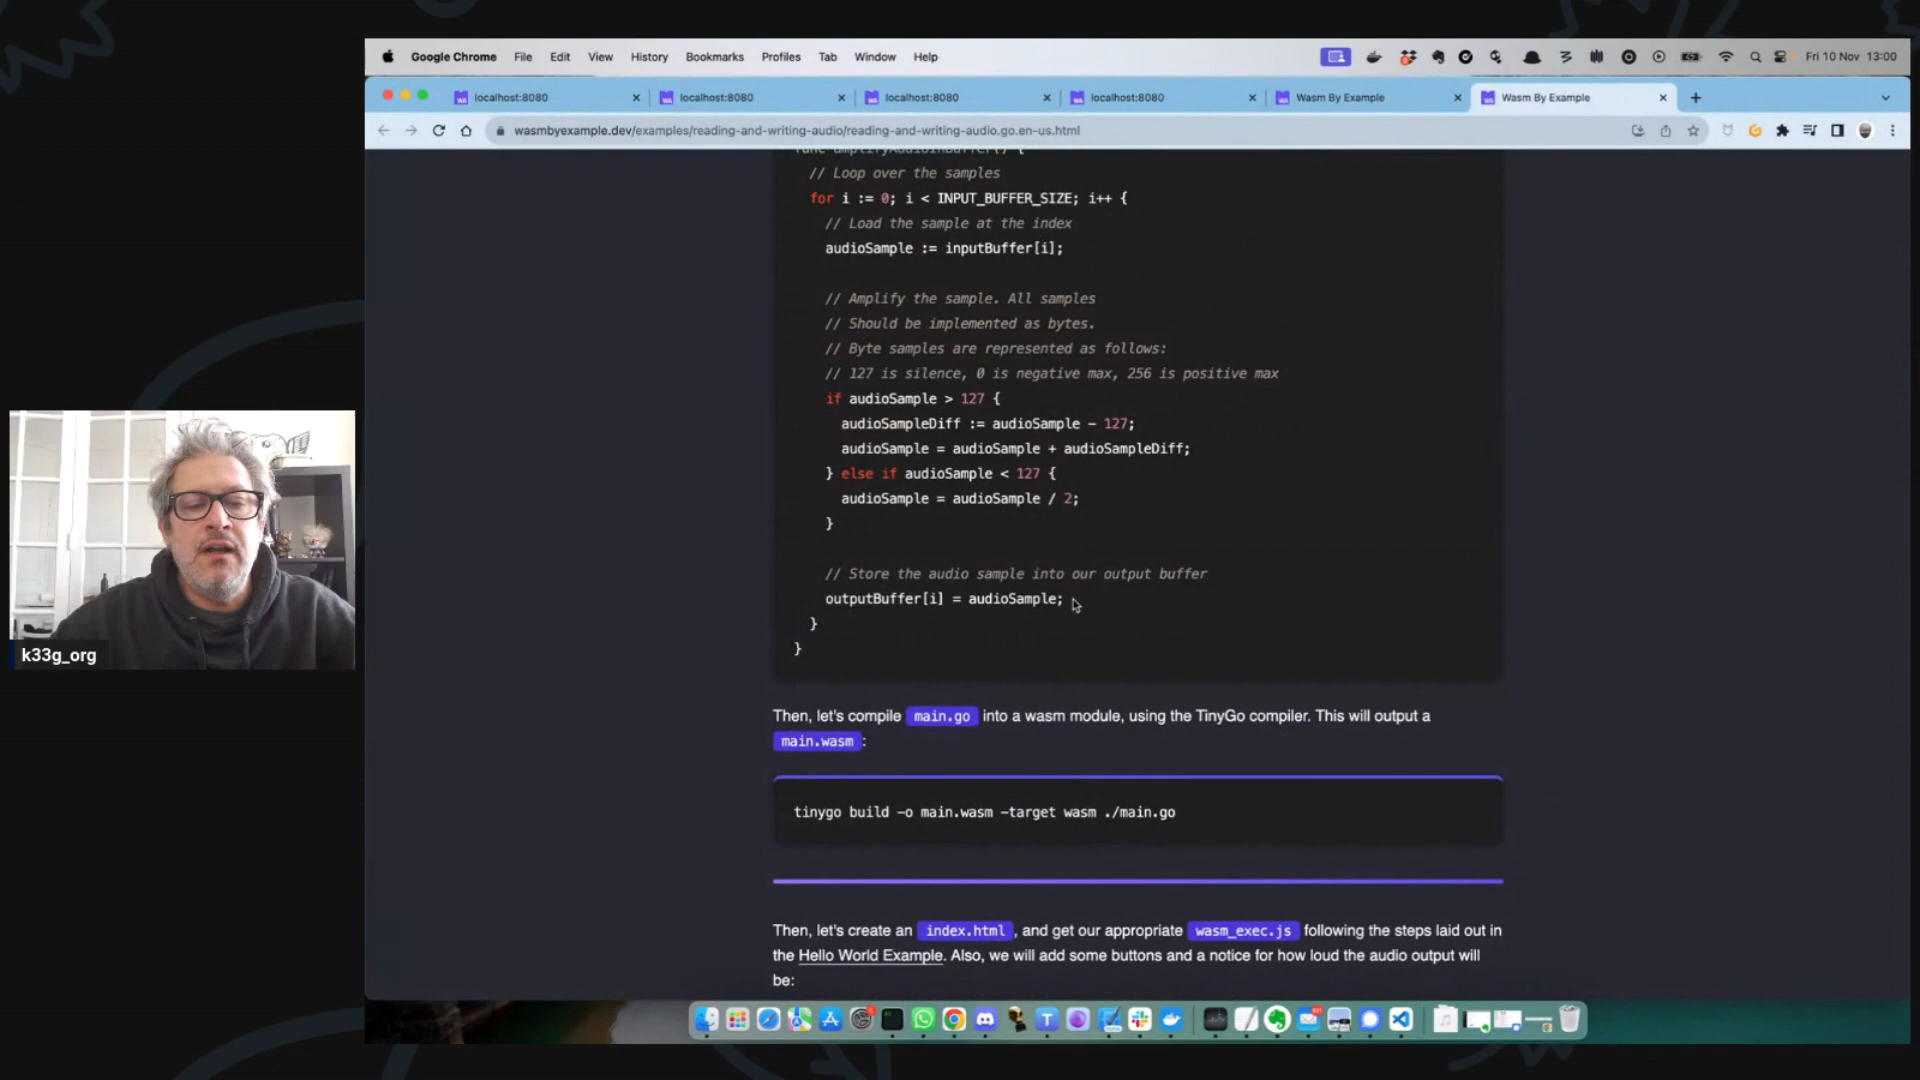 Google Chrome File Edit View History Bookmarks Profiles Tab Window Help Fri 10 Nov 13:00
localhost:8080 localhost:8080 localhost:8080 localhost:8080 Wasm By Example Wasm By Example
wasmbyexample.dev/examples/reading-and-writing-audio/reading-and-writing-audio.go.en-us.html
// Loop over the samples
for i := 0; i < INPUT_BUFFER_SIZE; i++ {
// Load the sample at the index
audioSample := inputBuffer[i];
// Amplify the sample. All samples
// Should be implemented as bytes.
// Byte samples are represented as follows:
// 127 is silence, 0 is negative max, 256 is positive max
if audioSample > 127 {
audioSampleDiff := audioSample - 127;
audioSample = audioSample + audioSampleDiff;
} else if audioSample < 127 {
audioSample = audioSample / 2;
}
// Store the audio sample into our output buffer
outputBuffer[i] = audioSample;
}
}
Then, let's compile main.go into a wasm module, using the TinyGo compiler. This will output a
main.wasm :
tinygo build -o main.wasm -target wasm ./main.go
Then, let's create an index.html , and get our appropriate wasm_exec.js following the steps laid out in
the Hello World Example. Also, we will add some buttons and a notice for how loud the audio output will
be:
k33g_org